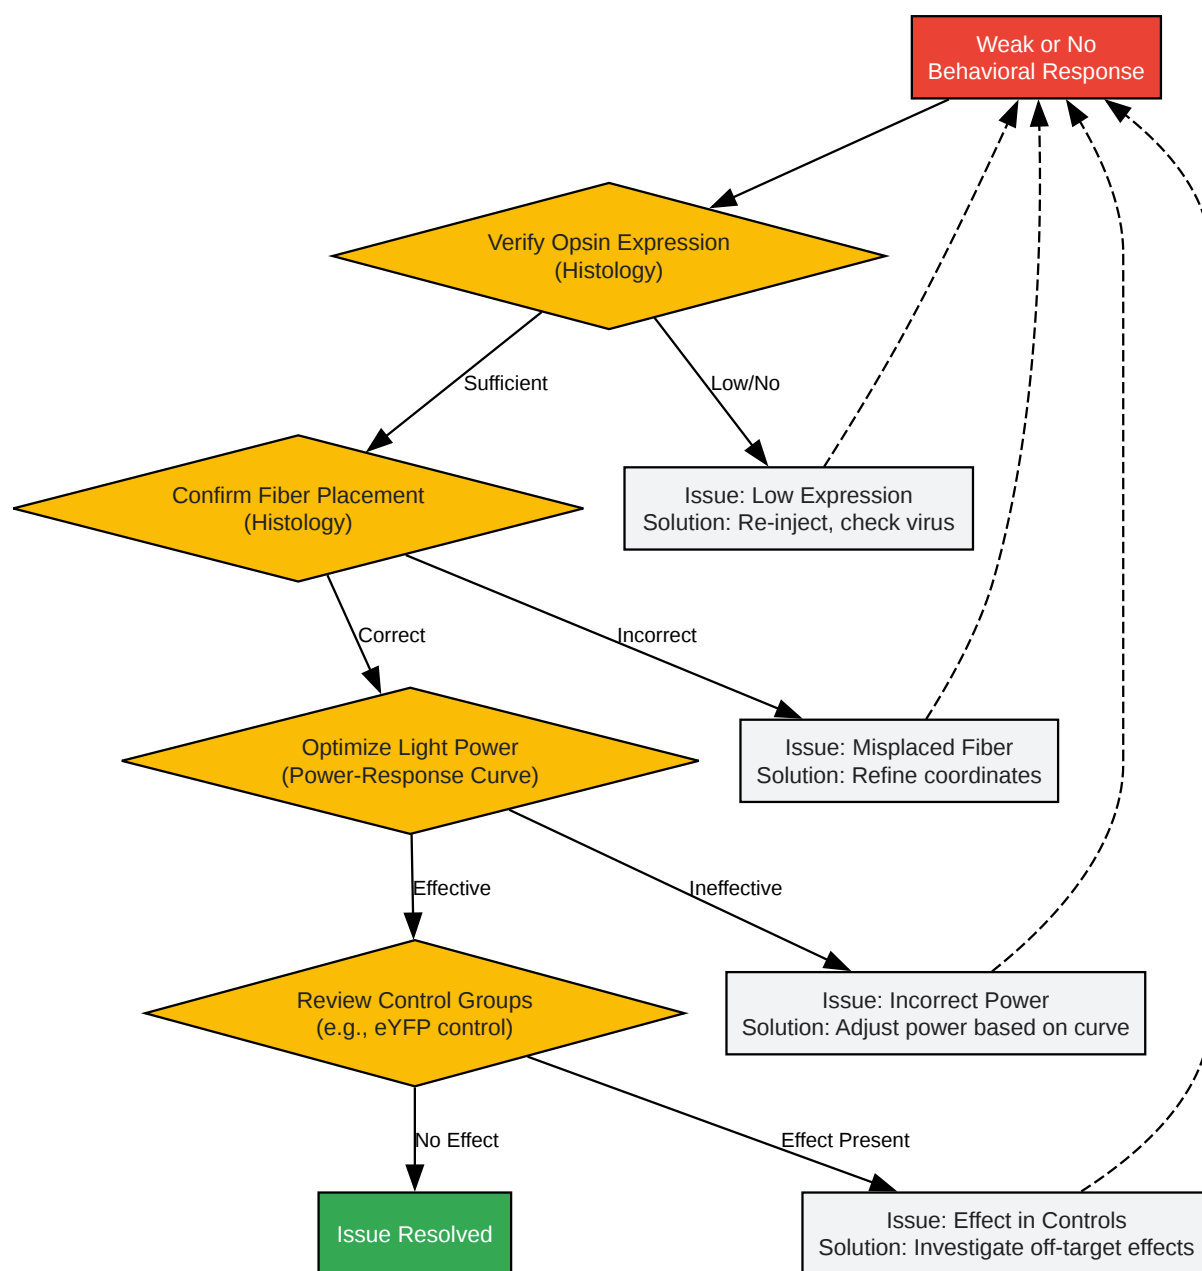 Weak or No
Behavioral Response
Verify Opsin Expression
(Histology)
Sufficient
Low/No
Confirm Fiber Placement
(Histology)
Issue: Low Expression
Solution: Re-inject, check virus
Correct
Incorrect
Optimize Light Power
(Power-Response Curve)
Issue: Misplaced Fiber
Solution: Refine coordinates
Effective
Ineffective
Review Control Groups
(e.g., eYFP control)
Issue: Incorrect Power
Solution: Adjust power based on curve
No Effect
Effect Present
Issue Resolved
Issue: Effect in Controls
Solution: Investigate off-target effects